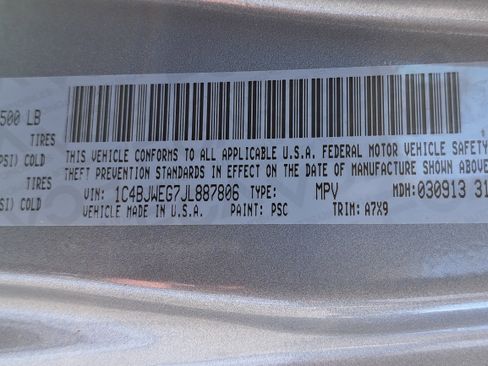 500 LB
TIRES
PSI) COLD
TIRES
PSI) COLD
THIS VEHICLE CONFORMS TO ALL APPLICABLE U.S.A. FEDERAL MOTOR VEHICLE SAFETY
THEFT PREVENTION STANDARDS IN EFFECT ON THE DATE OF MANUFACTURE SHOWN ABOVE
VIN: 1C4BJWEG7JL887806 TYPE: MPV MDH: 030913 31
VEHICLE MADE IN U.S.A. PAINT: PSC TRIM: A7X9